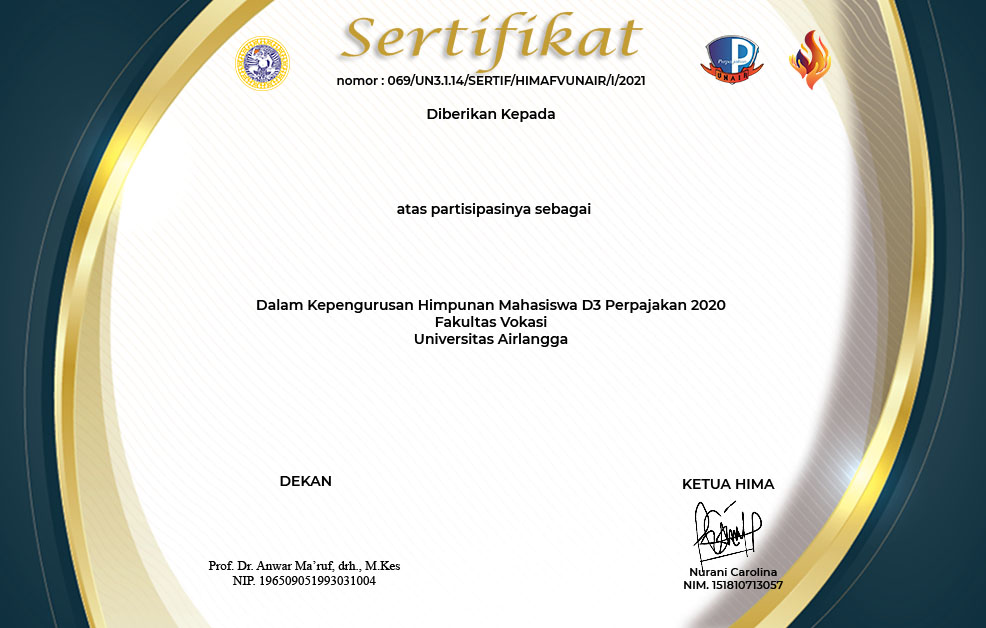 Sertifikat
nomor : 069/UN3.1.14/SERTIF/HIMAFVUNAIR/I/2021
Diberikan Kepada
atas partisipasinya sebagai
Dalam Kepengurusan Himpunan Mahasiswa D3 Perpajakan 2020
Fakultas Vokasi
Universitas Airlangga
DEKAN
Prof. Dr. Anwar Ma’ruf, drh., M.Kes
NIP. 196509051993031004
KETUA HIMA
Nurani Carolina
NIM. 151810713057
P
UNAIR